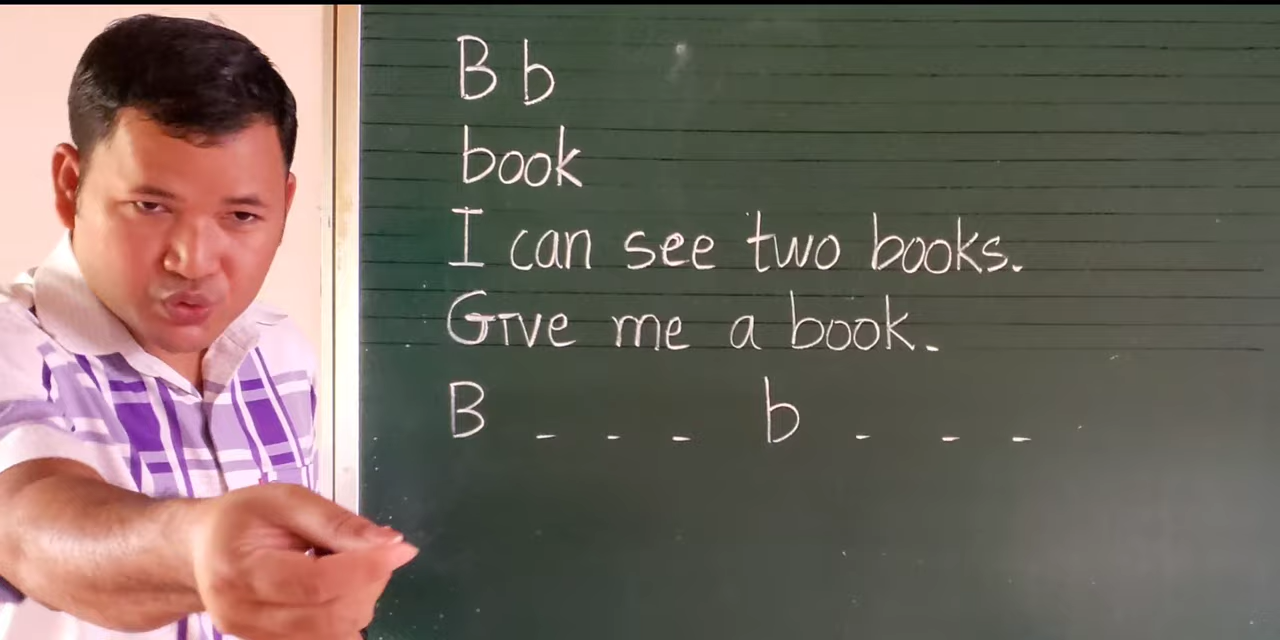 B b
book
I can see two books.
Give me a book.
B _ _ _ b _ _ _